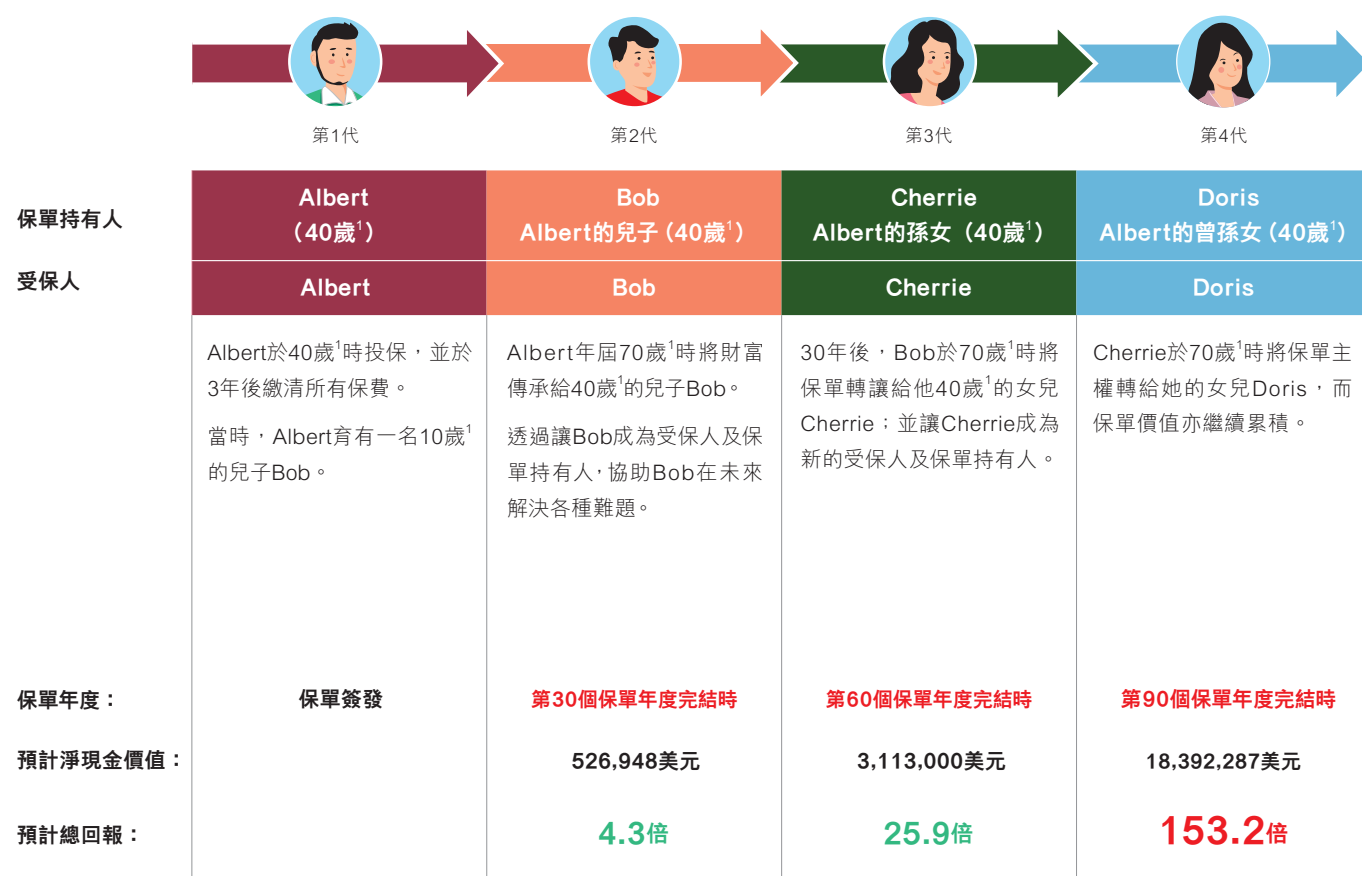 第1代
第2代
第3代
第4代
保單持有人
Albert
（40歲1）
Bob
Albert的兒子（40歲1）
Cherrie
Albert的孫女（40歲1）
Doris
Albert的曾孫女（40歲1）
受保人
Albert
Bob
Cherrie
Doris
Albert於40歲1時投保，並於
3年後繳清所有保費。
當時，Albert育有一名10歲1
的兒子Bob。
Albert年屆70歲1時將財富
傳承給40歲1的兒子Bob。
透過讓Bob成為受保人及保
單持有人，協助Bob在未來
解決各種難題。
30年後，Bob於70歲1時將
保單轉讓給他40歲1的女兒
Cherrie；並讓Cherrie成為
新的受保人及保單持有人。
Cherrie於70歲1時將保單主
權轉給她的女兒Doris，而
保單價值亦繼續累積。
保單年度：
保單簽發
第30個保單年度完結時
第60個保單年度完結時
第90個保單年度完結時
預計淨現金價值：
526,948美元
3,113,000美元
18,392,287美元
預計總回報：
4.3倍
25.9倍
153.2倍